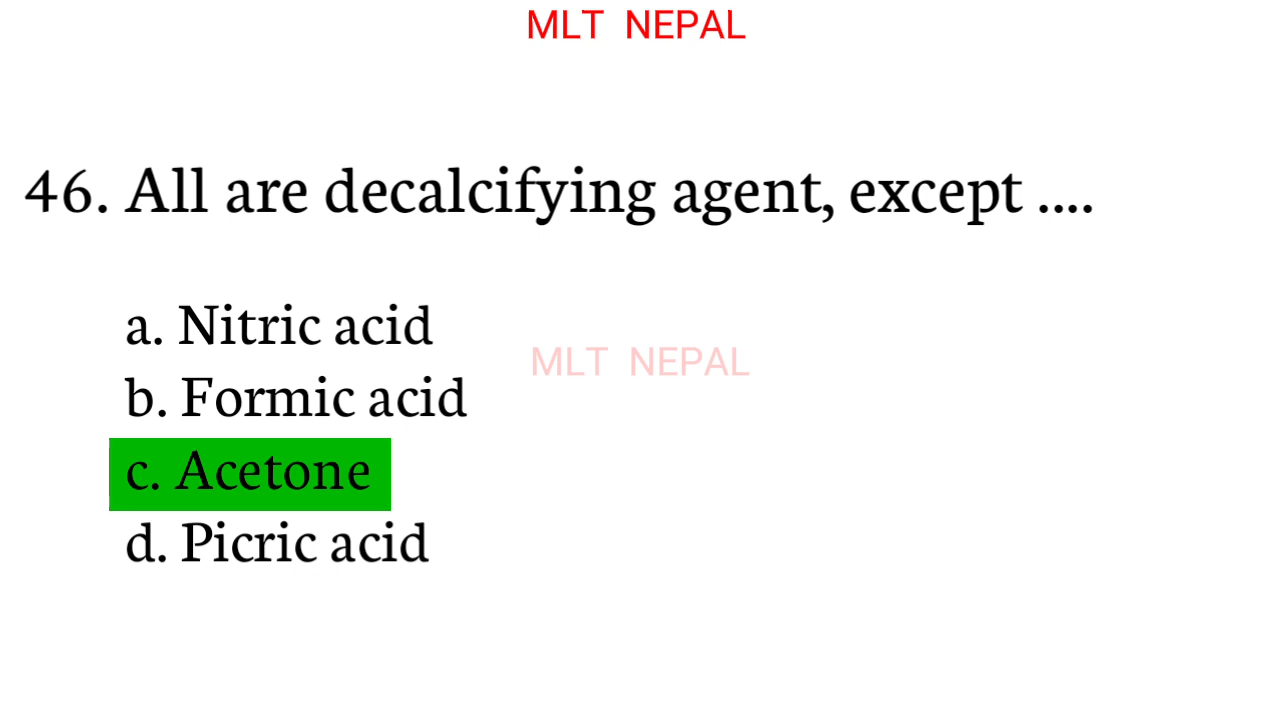 MLT NEPAL
46. All are decalcifying agent, except ....
a. Nitric acid
MLT NEPAL
b. Formic acid
c. Acetone
d. Picric acid